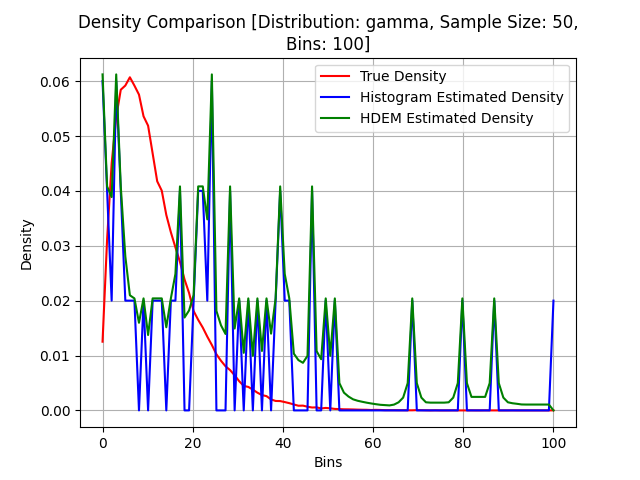 Density Comparison [Distribution: gamma, Sample Size: 50,
Bins: 100]
True Density
Histogram Estimated Density
HDEM Estimated Density
Density
0.06
0.05
0.04
0.03
0.02
0.01
0.00
0 20 40 60 80 100
Bins